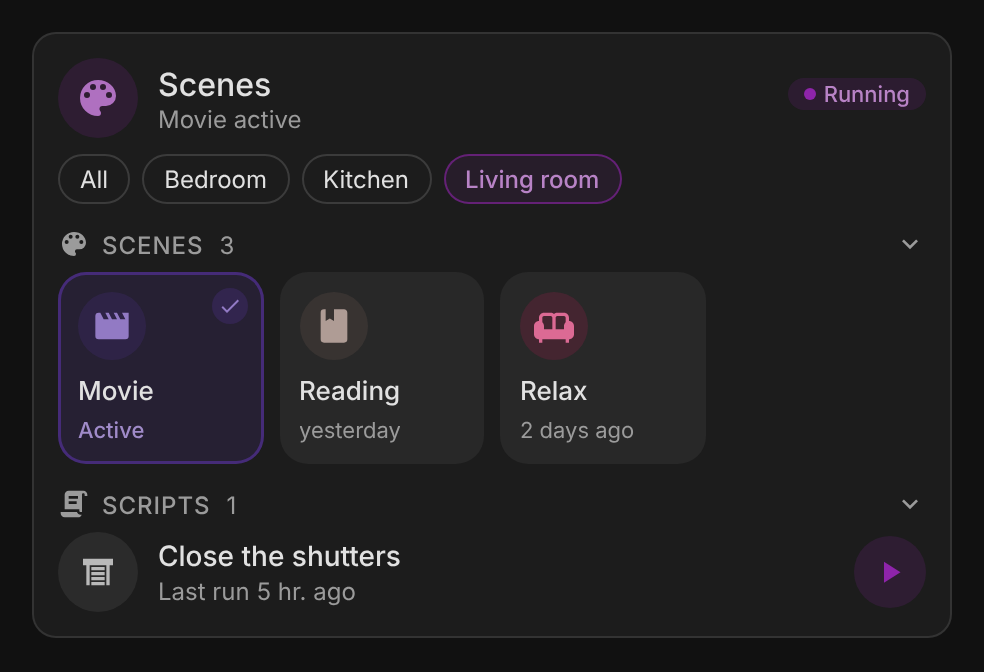 Scenes
Movie active
Running
All
Bedroom
Kitchen
Living room
SCENES 3
Movie
Active
Reading
yesterday
Relax
2 days ago
SCRIPTS 1
Close the shutters
Last run 5 hr. ago